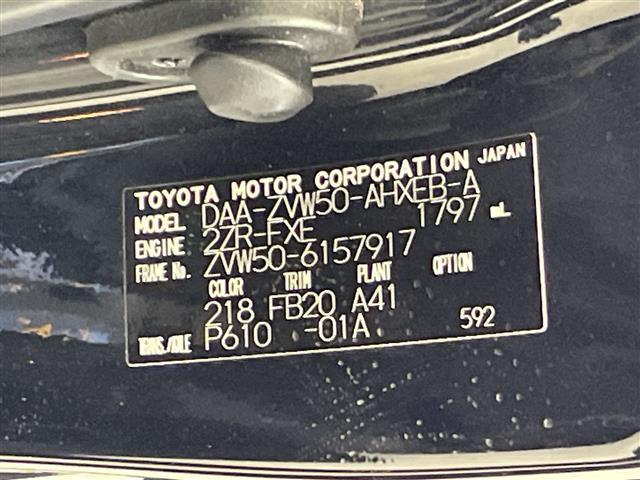 TOYOTA MOTOR CORPORATION JAPAN
MODEL DAA-ZVW50-AHXEB-A
ENGINE 2ZR-FXE 1797 mL
FRAME No. ZVW50-6157917
COLOR TRIM PLANT OPTION
218 FB20 A41
TRANS./AXLE P610 -01A 592